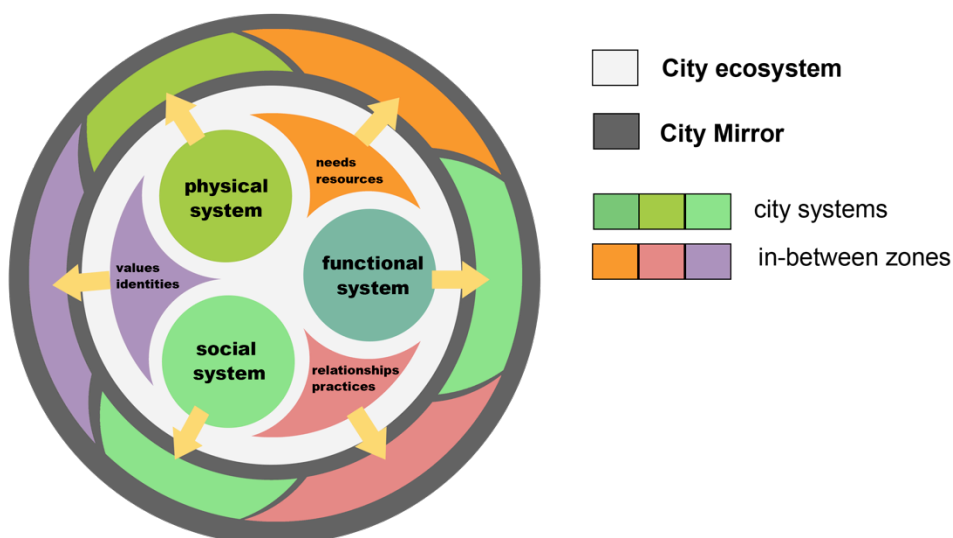 physical
system
needs
resources
functional
system
values
identities
social
system
relationships
practices
City ecosystem
City Mirror
city systems
in-between zones